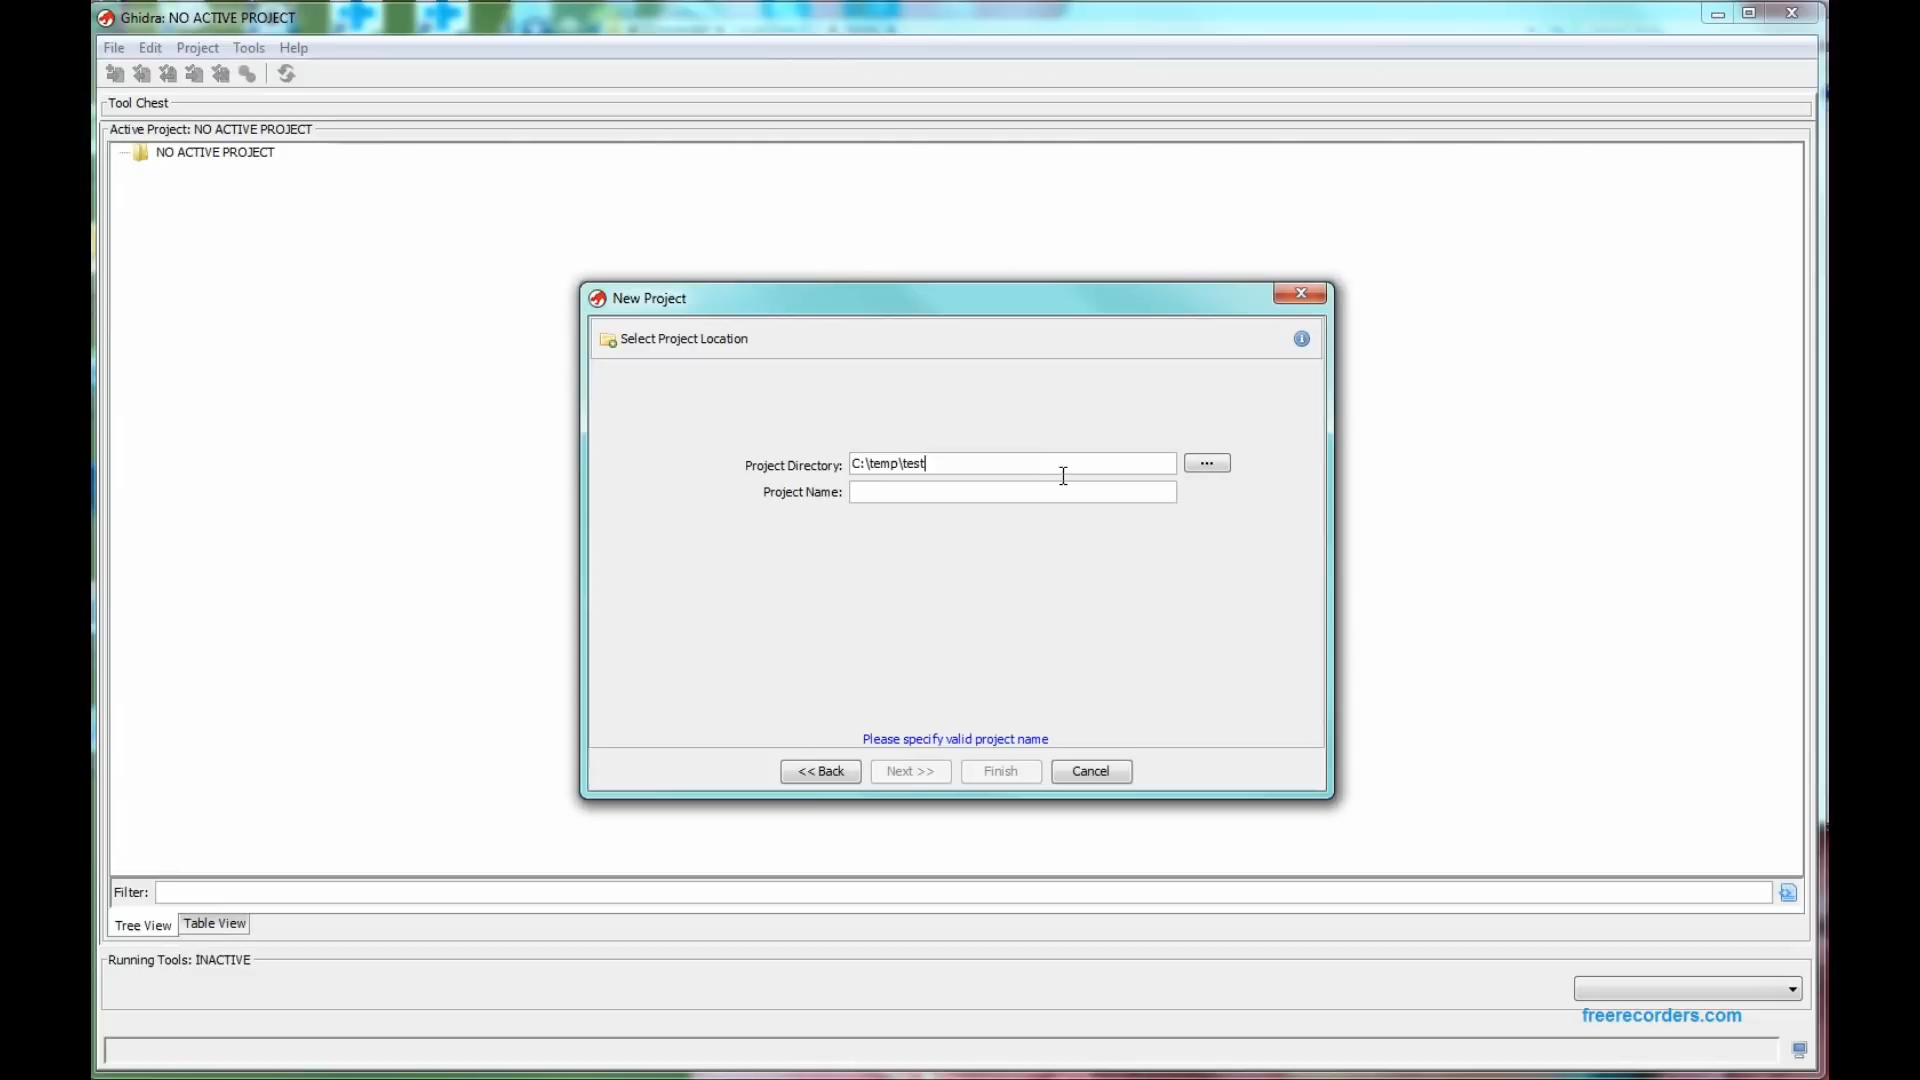 Ghidra: NO ACTIVE PROJECT
File Edit Project Tools Help
Tool Chest
Active Project: NO ACTIVE PROJECT
NO ACTIVE PROJECT
New Project
Select Project Location
Project Directory: C:\temp\test ...
Project Name:
Please specify valid project name
<< Back Next >> Finish Cancel
Filter:
Tree View Table View
Running Tools: INACTIVE
freerecorders.com